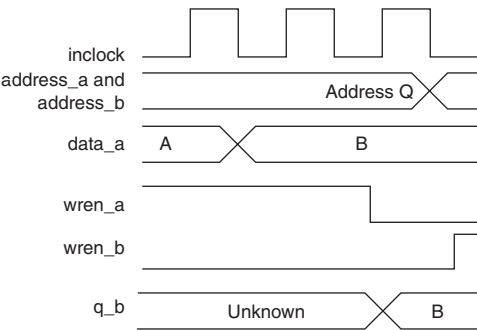 inclock
address_a and
address_b
Address Q
data_a
A
B
wren_a
wren_b
q_b
Unknown
B